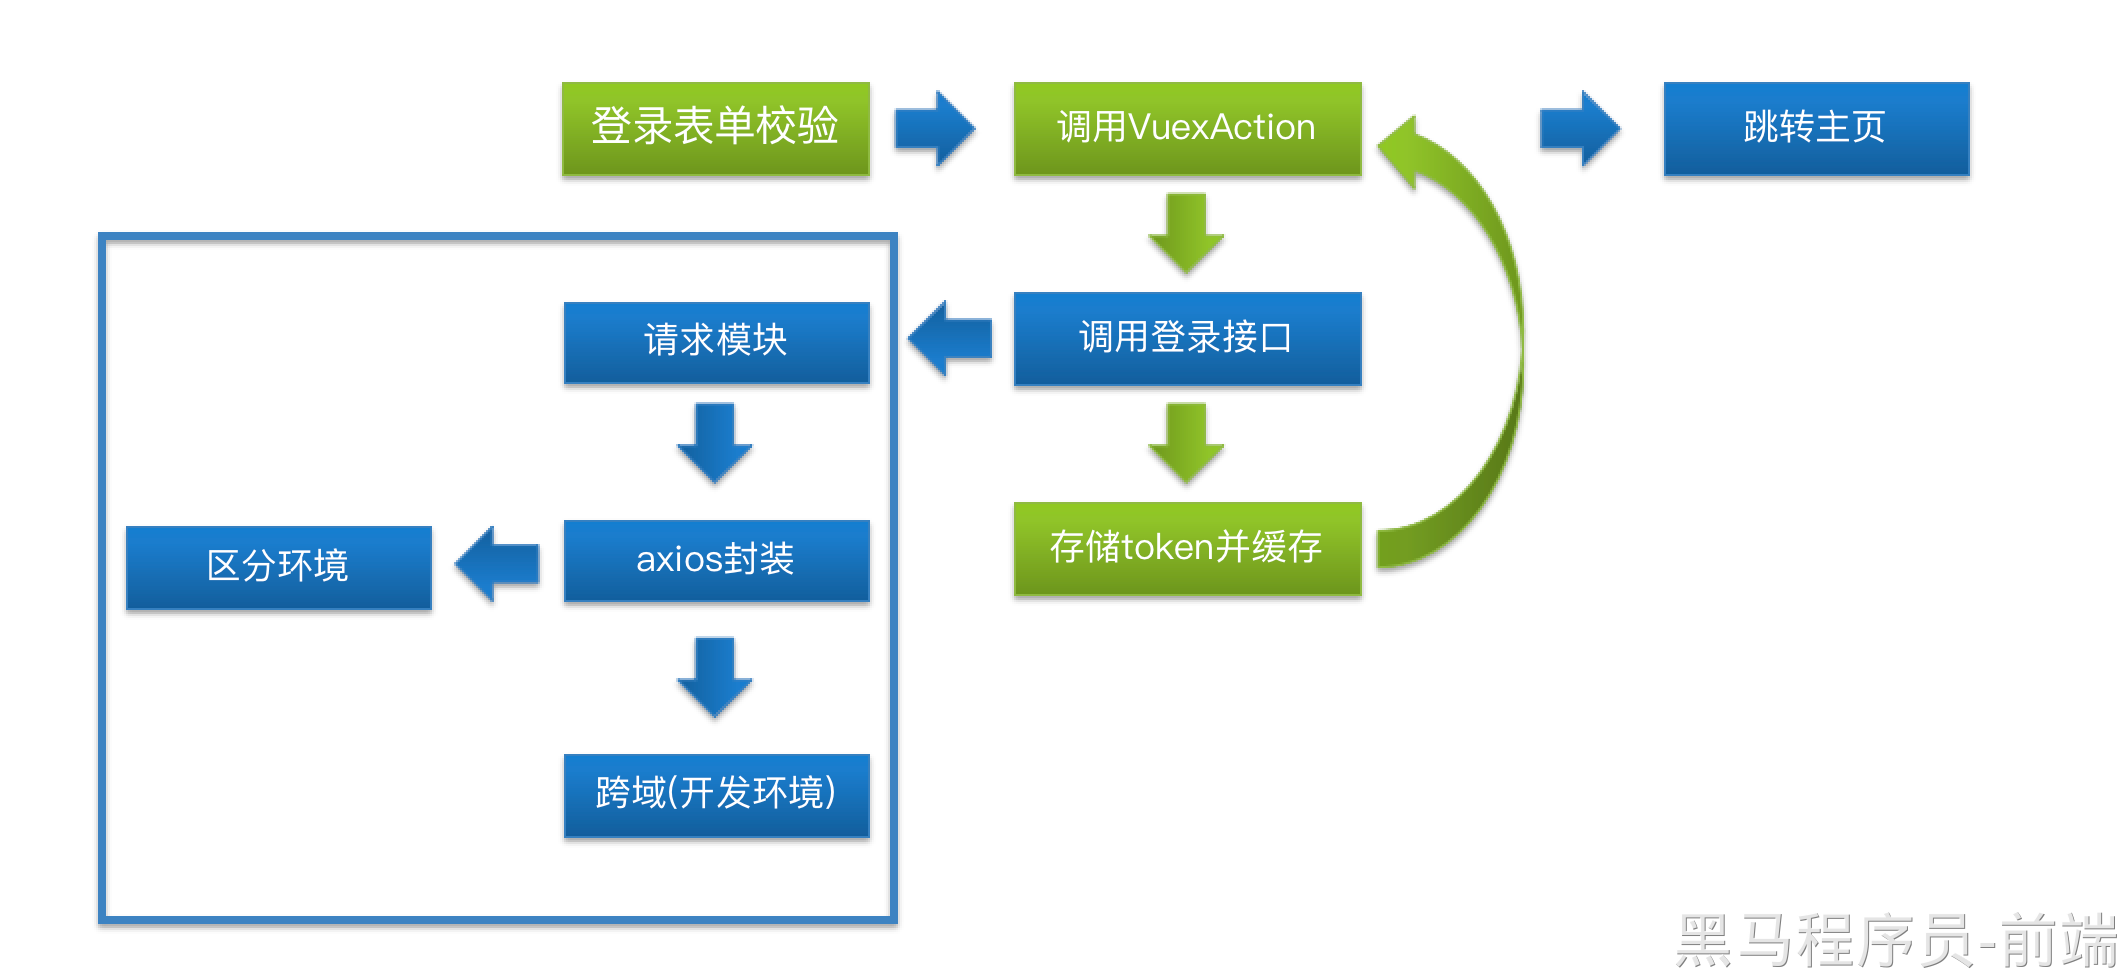 登录表单校验
调用VuexAction
跳转主页
请求模块
调用登录接口
区分环境
axios封装
存储token并缓存
跨域(开发环境)
黑马程序员-前端